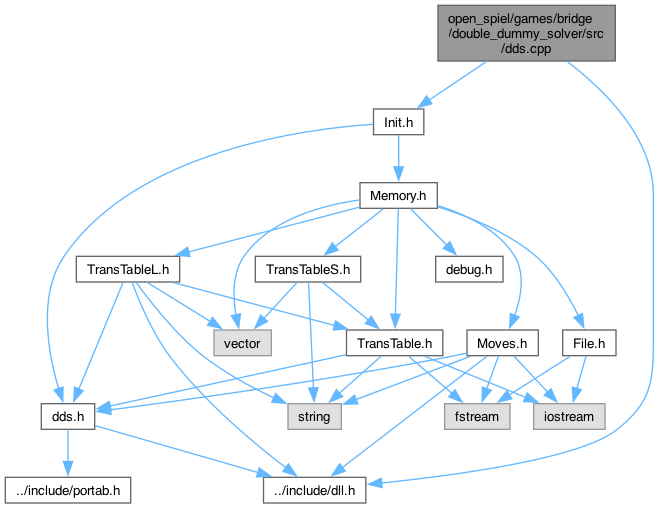 open_spiel/games/bridge
/double_dummy_solver/src
/dds.cpp
Init.h
Memory.h
TransTableL.h
TransTableS.h
debug.h
vector
TransTable.h
Moves.h
File.h
dds.h
string
fstream
iostream
../include/portab.h
../include/dll.h